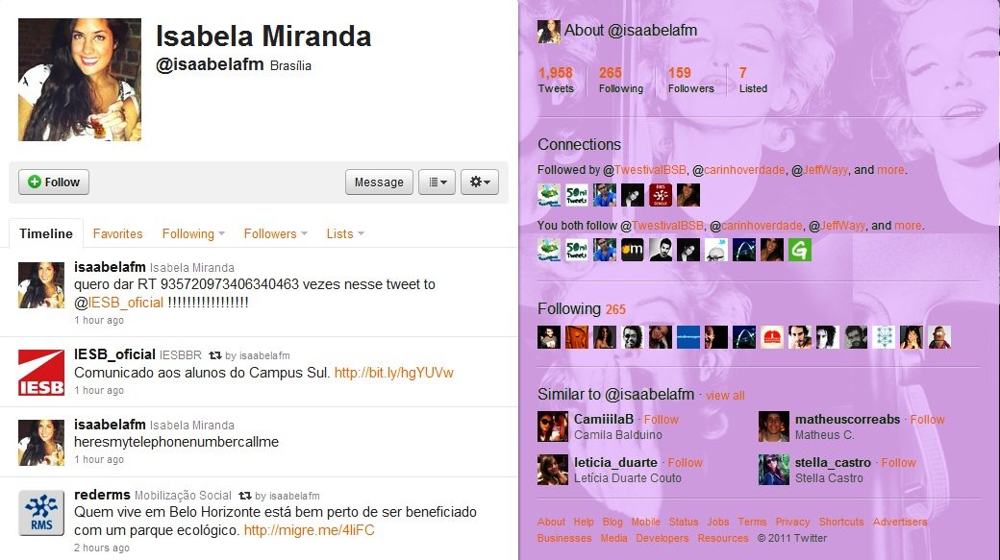 Isabela Miranda
@isaabelafm Brasília
Follow
Message
Timeline Favorites Following Followers Lists
isaabelafm Isabela Miranda
quero dar RT 935720973406340463 vezes nesse tweet to
@IESB_oficial !!!!!!!!!!!!!!!!!
1 hour ago
IESB
IESB_oficial IESBBR by isaabelafm
Comunicado aos alunos do Campus Sul. http://bit.ly/hgYUVw
1 hour ago
isaabelafm Isabela Miranda
heresmytelephonenumbercallme
1 hour ago
RMS
rederms Mobilização Social by isaabelafm
Quem vive em Belo Horizonte está bem perto de ser beneficiado
com um parque ecológico. http://migre.me/4liFC
2 hours ago
About @isaabelafm
1,958 265 159 7
Tweets Following Followers Listed
Connections
Followed by @TwestivalBSB, @carinhoverdade, @JeffWayy, and more.
You both follow @TwestivalBSB, @carinhoverdade, @JeffWayy, and more.
Following 265
Similar to @isaabelafm · view all
CamiiilaB · Follow
Camila Balduino
matheuscorreabs · Follow
Matheus C.
leticia_duarte · Follow
Letícia Duarte Couto
stella_castro · Follow
Stella Castro
About Help Blog Mobile Status Jobs Terms Privacy Shortcuts Advertisers
Businesses Media Developers Resources © 2011 Twitter